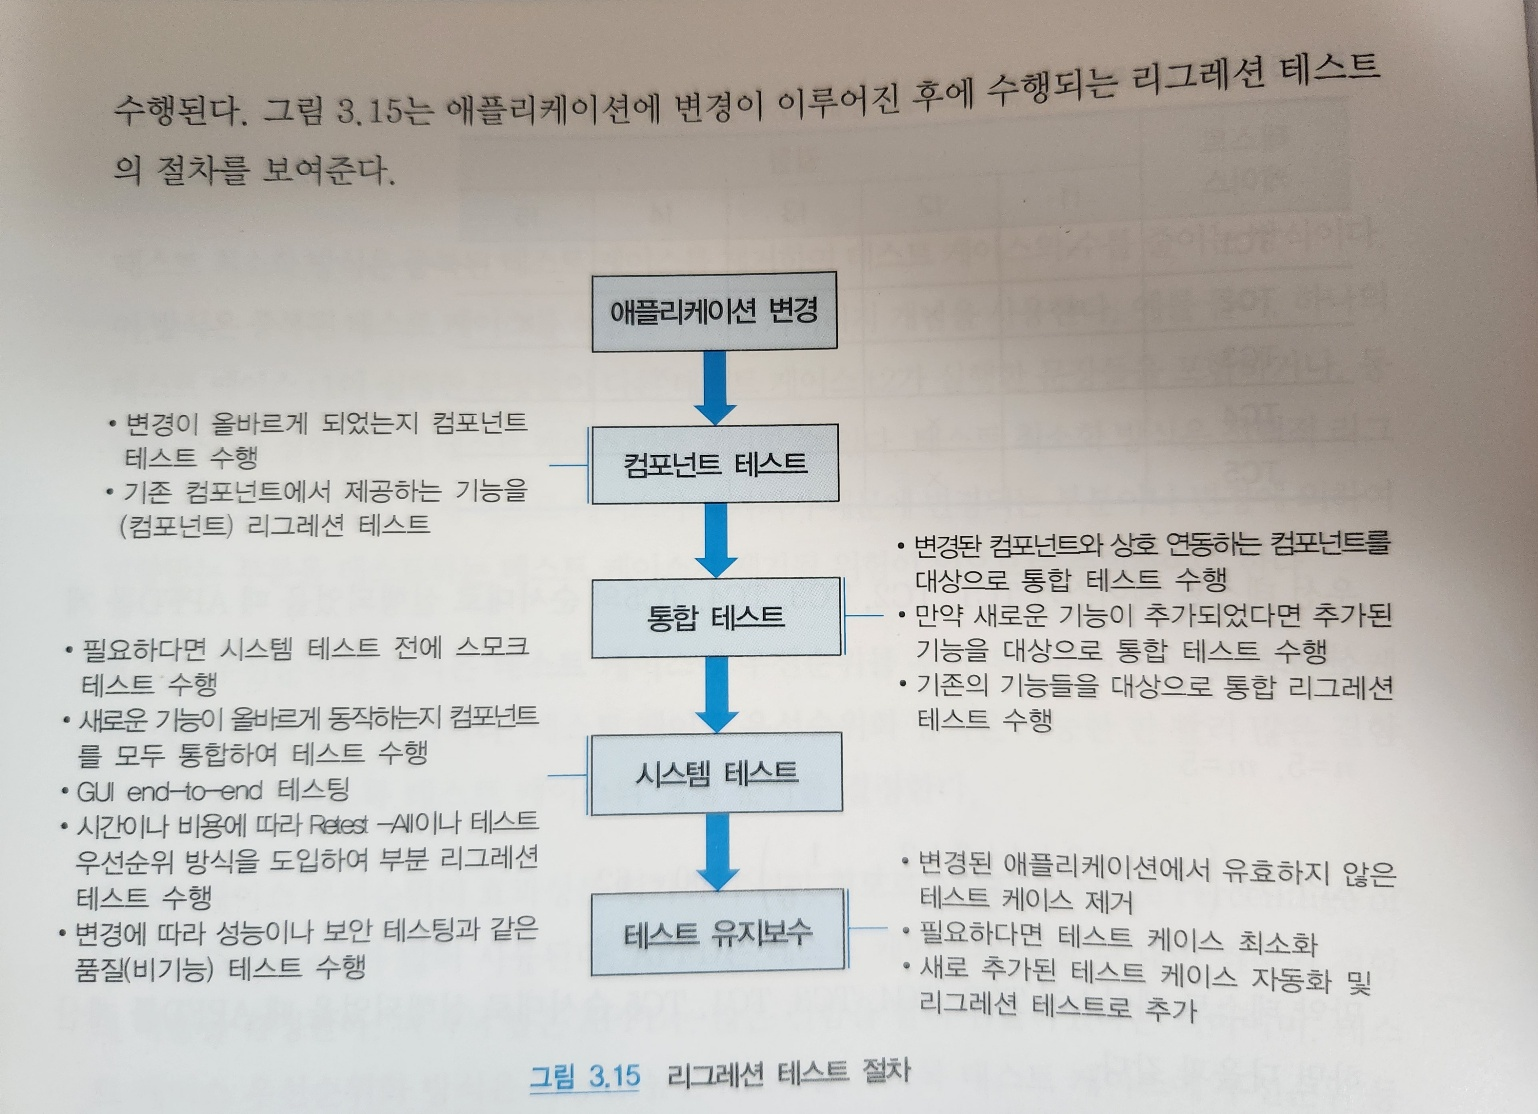 수행된다. 그림 3.15는 애플리케이션에 변경이 이루어진 후에 수행되는 리그레션 테스트
의 절차를 보여준다.
애플리케이션 변경
• 변경이 올바르게 되었는지 컴포넌트
테스트 수행
• 기존 컴포넌트에서 제공하는 기능을
(컴포넌트) 리그레션 테스트
컴포넌트 테스트
통합 테스트
• 변경된 컴포넌트와 상호 연동하는 컴포넌트를
대상으로 통합 테스트 수행
• 만약 새로운 기능이 추가되었다면 추가된
기능을 대상으로 통합 테스트 수행
• 기존의 기능들을 대상으로 통합 리그레션
테스트 수행
• 필요하다면 시스템 테스트 전에 스모크
테스트 수행
• 새로운 기능이 올바르게 동작하는지 컴포넌트
를 모두 통합하여 테스트 수행
• GUI end-to-end 테스팅
• 시간이나 비용에 따라 Retest-All이나 테스트
우선순위 방식을 도입하여 부분 리그레션
테스트 수행
• 변경에 따라 성능이나 보안 테스팅과 같은
품질(비기능) 테스트 수행
시스템 테스트
테스트 유지보수
• 변경된 애플리케이션에서 유효하지 않은
테스트 케이스 제거
• 필요하다면 테스트 케이스 최소화
• 새로 추가된 테스트 케이스 자동화 및
리그레션 테스트로 추가
그림 3.15 리그레션 테스트 절차